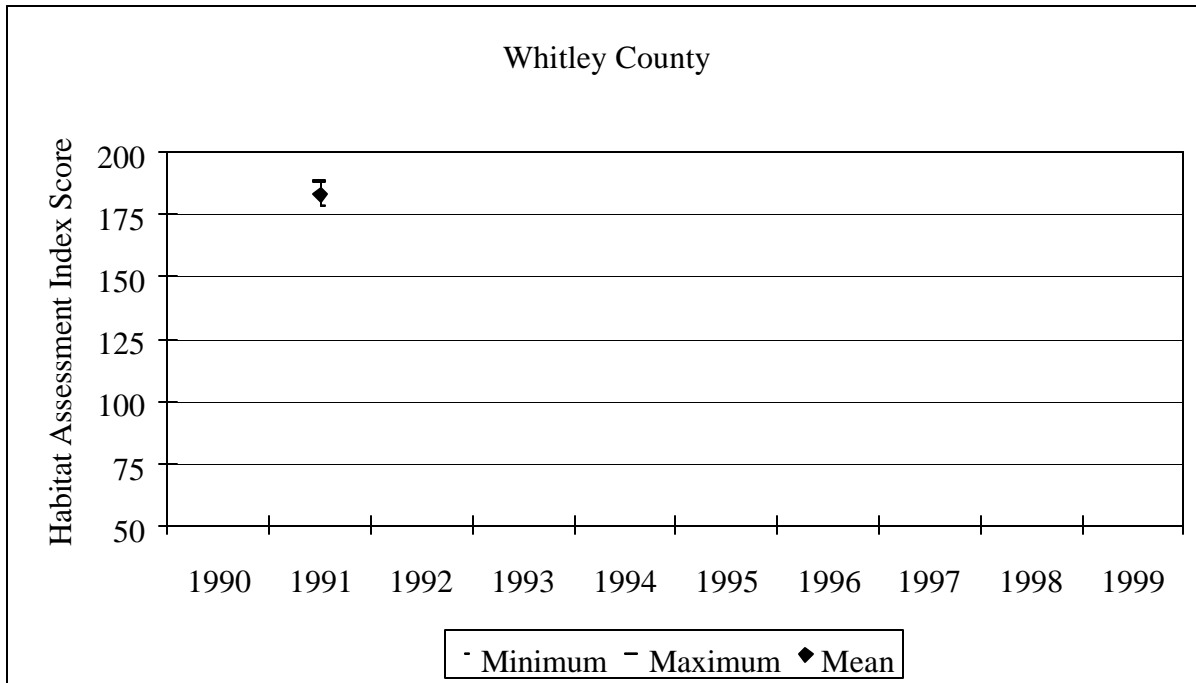 Whitley County
Habitat Assessment Index Score
200
175
150
125
100
75
50
1990 1991 1992 1993 1994 1995 1996 1997 1998 1999
Minimum Maximum Mean